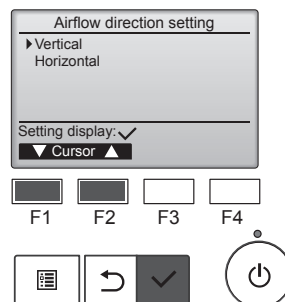 Airflow direction setting
Vertical
Horizontal
Setting display:
Cursor
F1 F2 F3 F4